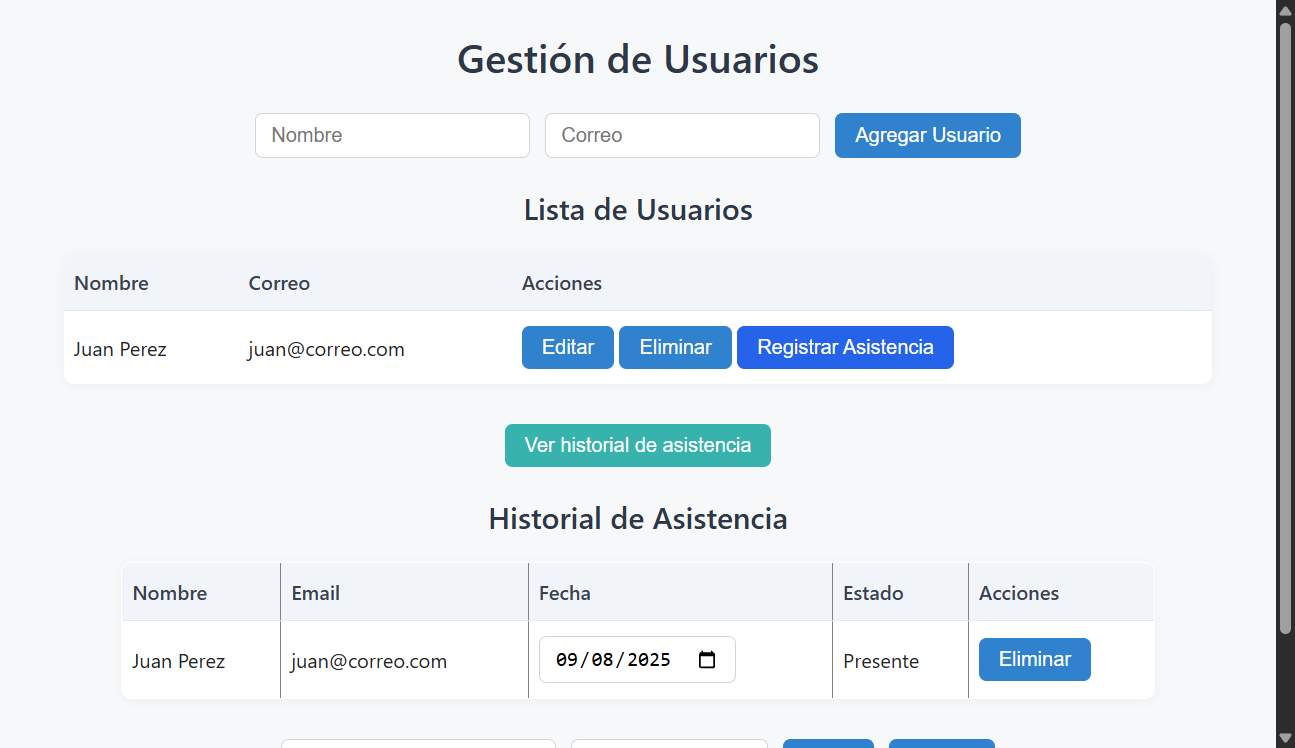 Gestión de Usuarios
Nombre Correo Agregar Usuario
Lista de Usuarios
Nombre Correo Acciones
Juan Perez juan@correo.com Editar Eliminar Registrar Asistencia
Ver historial de asistencia
Historial de Asistencia
Nombre Email Fecha Estado Acciones
Juan Perez juan@correo.com 09/08/2025 Presente Eliminar